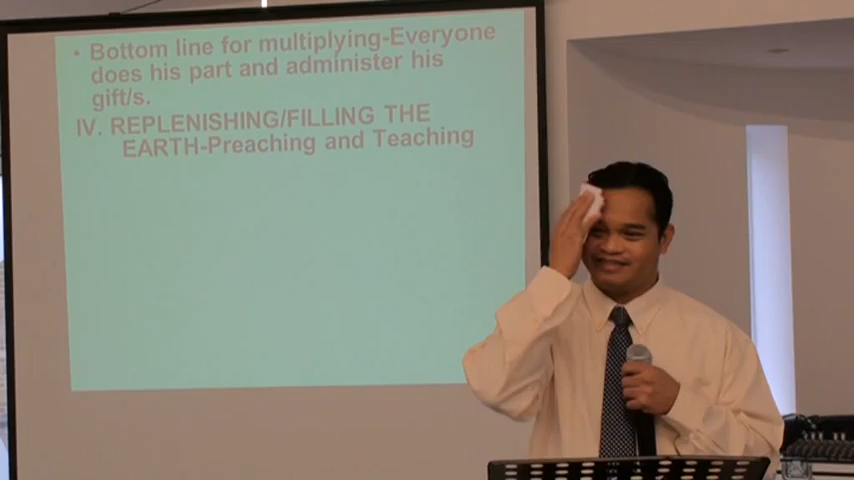 • Bottom line for multiplying-Everyone
does his part and administer his
gift/s.
IV. REPLENISHING/FILLING THE
EARTH-Preaching and Teaching